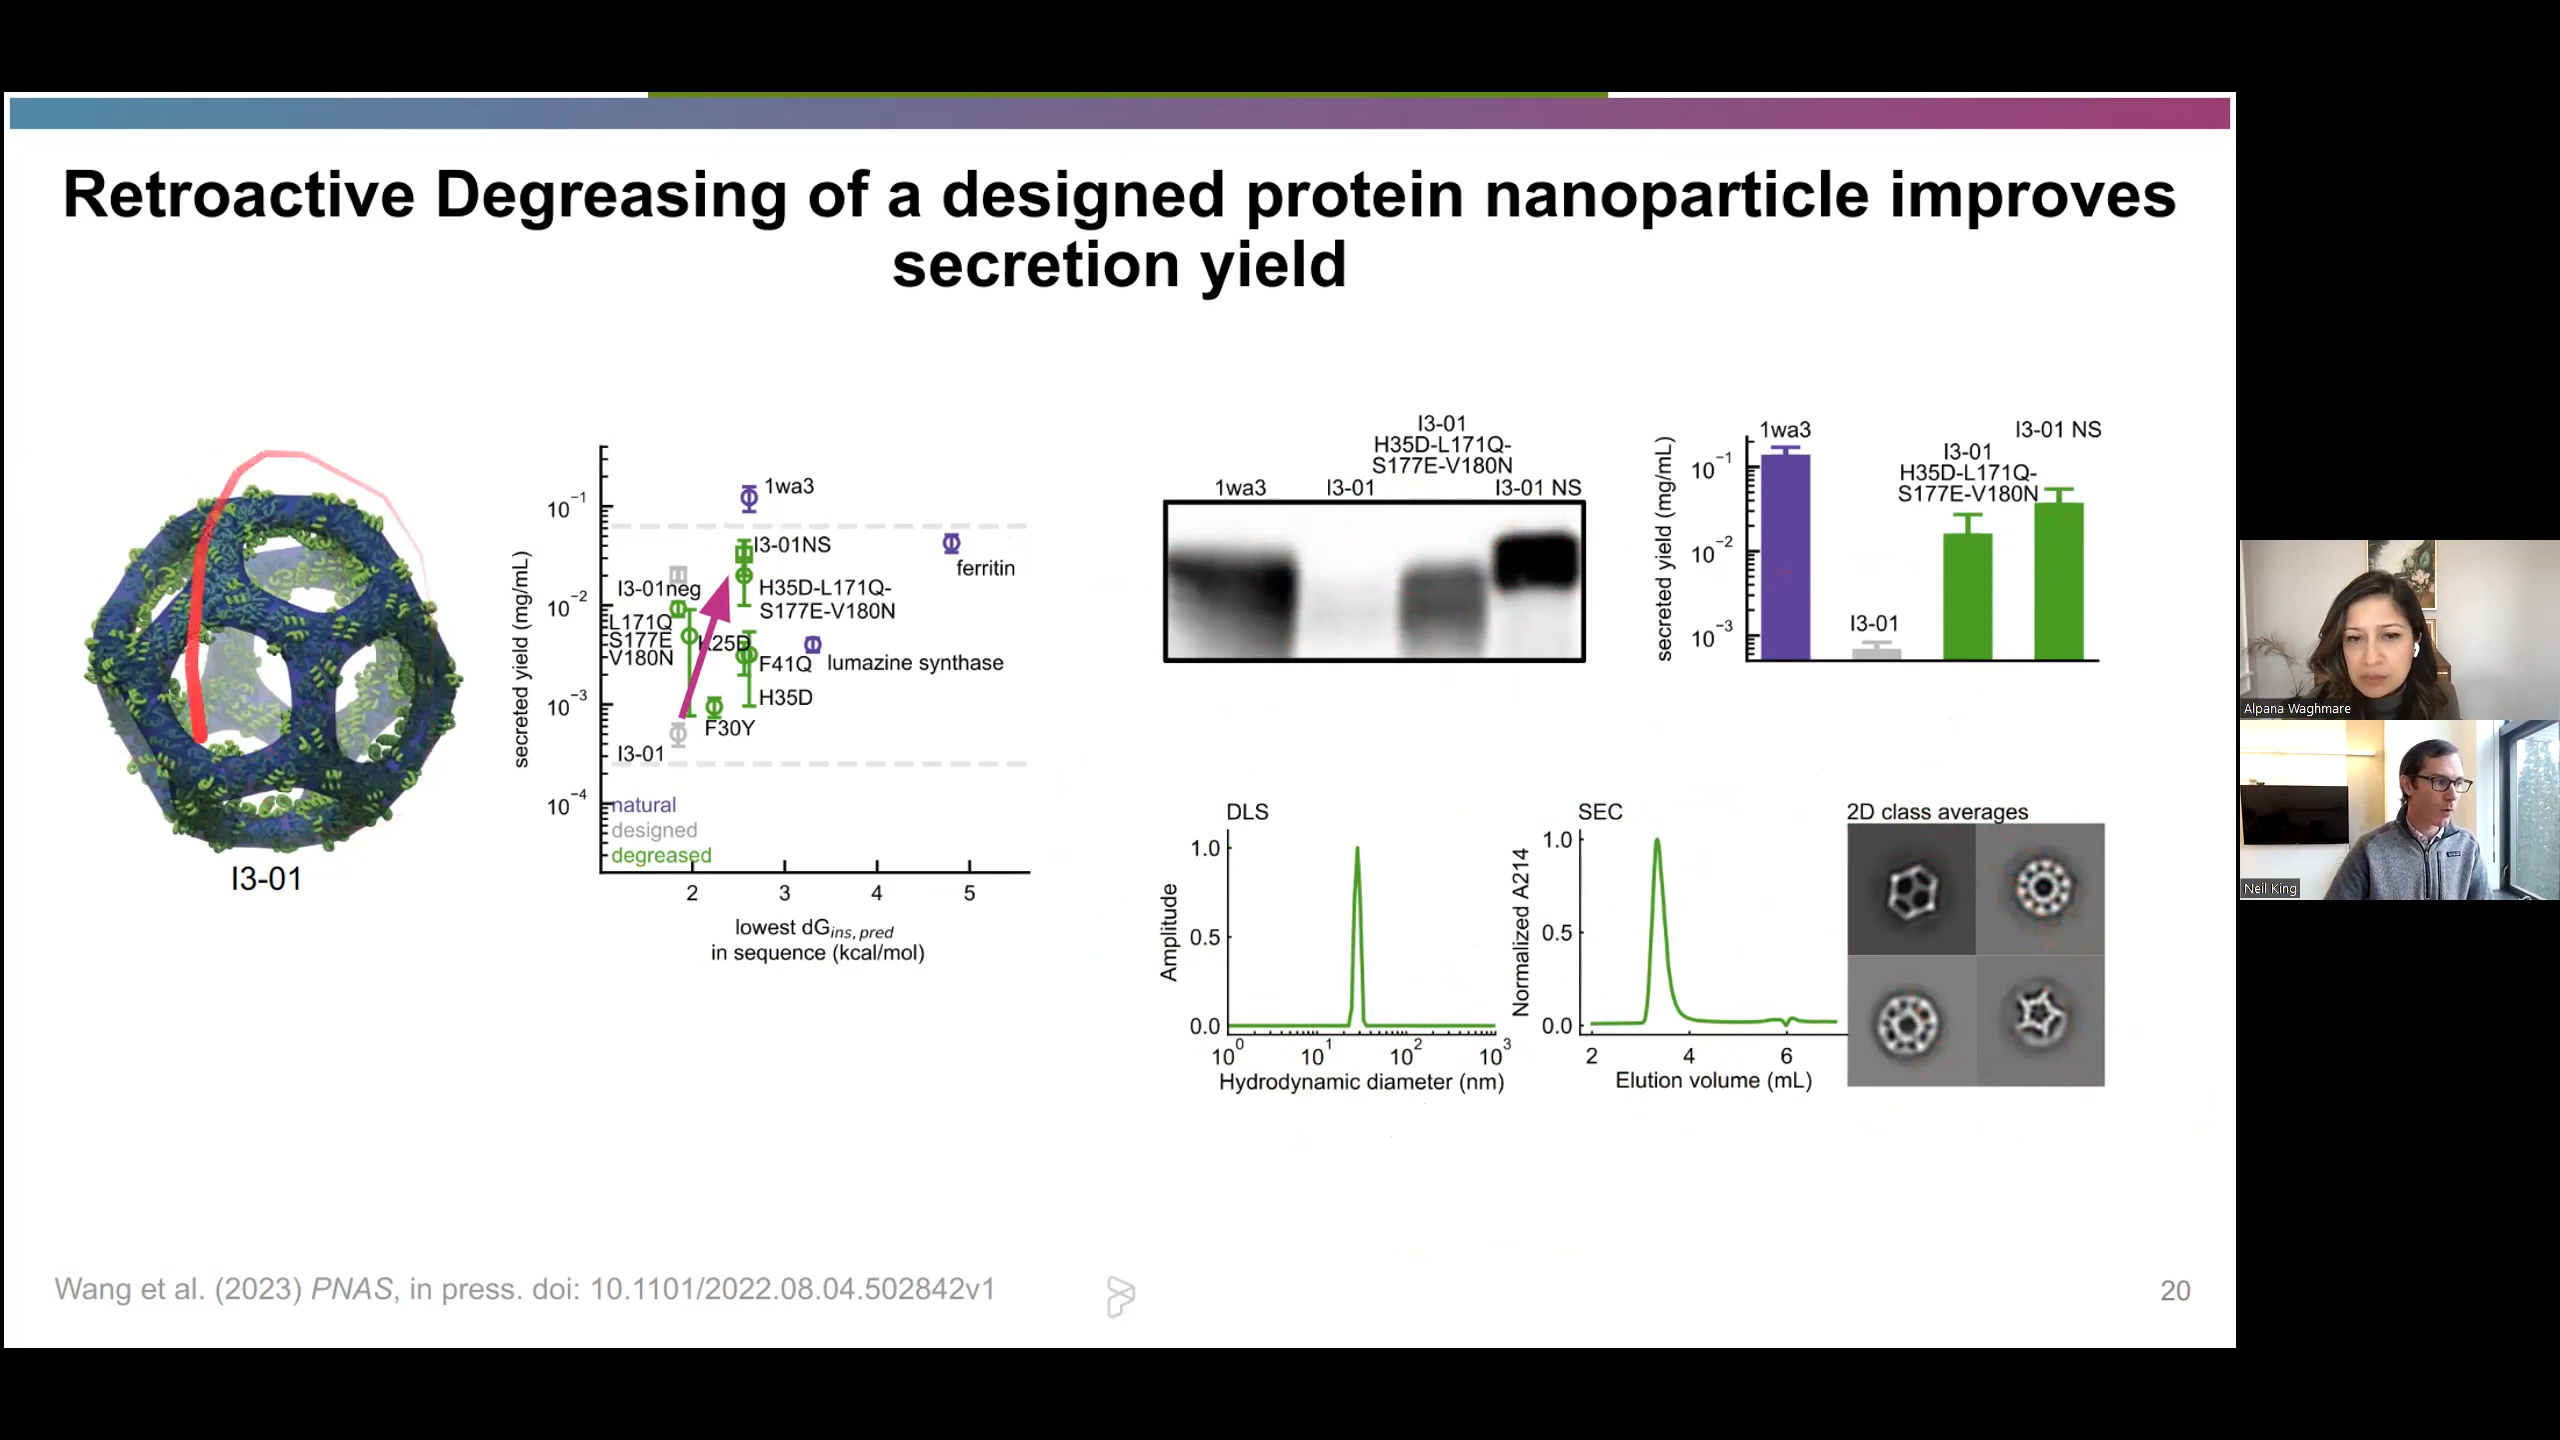 Retroactive Degreasing of a designed protein nanoparticle improves
secretion yield
I3-01
secreted yield (mg/mL)
10⁻¹
10⁻²
10⁻³
10⁻⁴
1wa3
I3-01NS
ferritin
I3-01neg
H35D-L171Q-
S177E-V180N
L171Q
S177E
V180N
K25D
F41Q
lumazine synthase
H35D
F30Y
I3-01
natural
designed
degreased
2 3 4 5
lowest dG ins, pred
in sequence (kcal/mol)
I3-01
H35D-L171Q-
S177E-V180N
1wa3 I3-01 I3-01 NS
secreted yield (mg/mL)
10⁻¹
10⁻²
10⁻³
1wa3
I3-01
I3-01
H35D-L171Q-
S177E-V180N
I3-01 NS
DLS
Amplitude
1.0
0.5
0.0
10⁰ 10¹ 10² 10³
Hydrodynamic diameter (nm)
SEC
Normalized A214
1.0
0.5
0.0
2 4 6
Elution volume (mL)
2D class averages
Wang et al. (2023) PNAS, in press. doi: 10.1101/2022.08.04.502842v1
20
Alpana Waghmare
Neil King